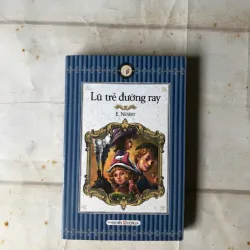 Lũ trẻ đường ray
E. NESBIT